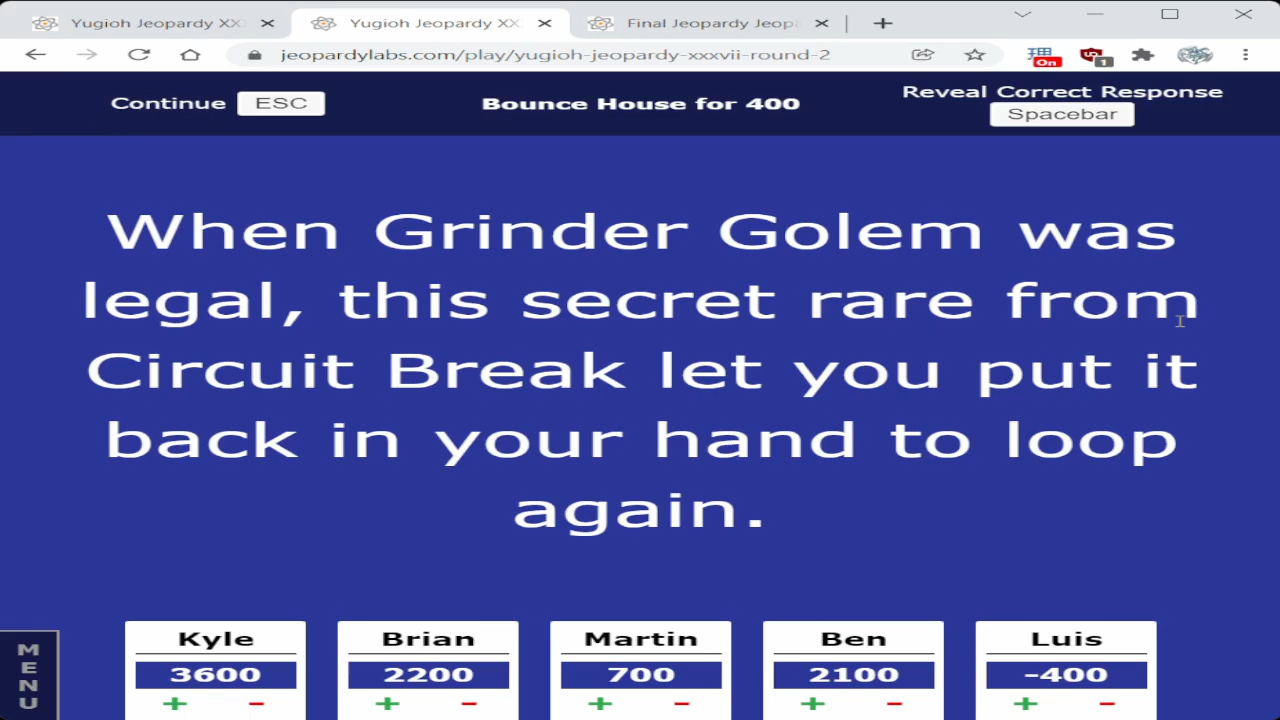 Yugioh Jeopardy XX
Yugioh Jeopardy XX
Final Jeopardy Jeop
jeopardylabs.com/play/yugioh-jeopardy-xxxvii-round-2
理
On
1
Continue ESC
Bounce House for 400
Reveal Correct Response
Spacebar
When Grinder Golem was
legal, this secret rare from
Circuit Break let you put it
back in your hand to loop
again.
MENU
Kyle Brian Martin Ben Luis
3600 2200 700 2100 -400
+ - + - + - + - + -